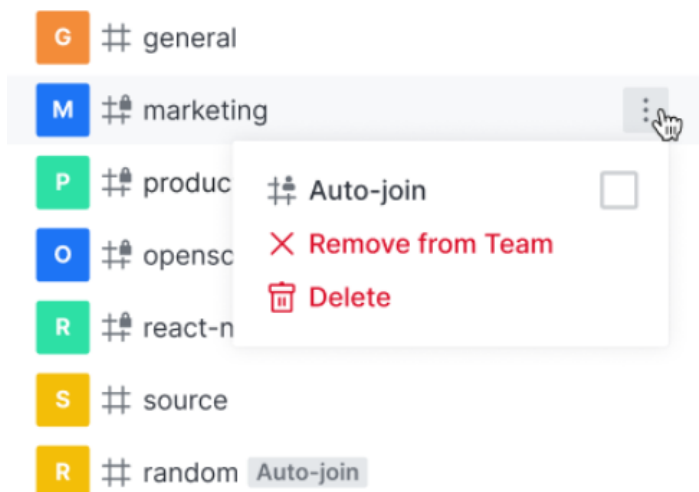 G general
M marketing
P produc
Auto-join
Remove from Team
O opensc
Delete
R react-n
S source
R random Auto-join